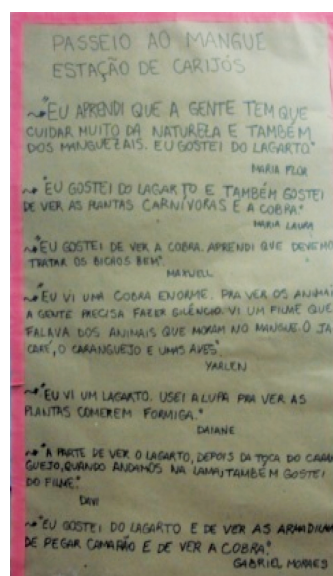 PASSEIO AO MANGUE
ESTAÇÃO DE CARIJÓS
"EU APRENDI QUE A GENTE TEM QUE
CUIDAR MUITO DA NATUREZA E TAMBÉM
DOS MANGUEZAIS. EU GOSTEI DO LAGARTO."
MARIA FLOR
"EU GOSTEI DO LAGARTO E TAMBÉM GOSTEI
DE VER AS PLANTAS CARNÍVORAS E A COBRA."
MARIA LAURA
"EU GOSTEI DE VER A COBRA. APRENDI QUE DEVEMO
TRATAR OS BICHOS BEM".
MAXWELL
"EU VI UMA COBRA ENORME. PRA VER OS ANIMAI
A GENTE PRECISA FAZER SILÊNCIO. VI UM FILME QUE
FALAVA DOS ANIMAIS QUE MORAM NO MANGUE. O JA
CARÉ, O CARANGUEJO E UMAS AVES."
YARLEN
"EU VI UM LAGARTO. USEI A LUPA PRA VER AS
PLANTAS COMEREM FORMIGA."
DAIANE
"A PARTE DE VER O LAGARTO, DEPOIS DA TOCA DO CARAN
GUEJO, QUANDO ANDAMOS NA LAMA, TAMBÉM GOSTEI
DO FILME."
DAVI
"EU GOSTEI DO LAGARTO E DE VER AS ARMADILHA
DE PEGAR CAMARÃO E DE VER A COBRA."
GABRIEL MORAES